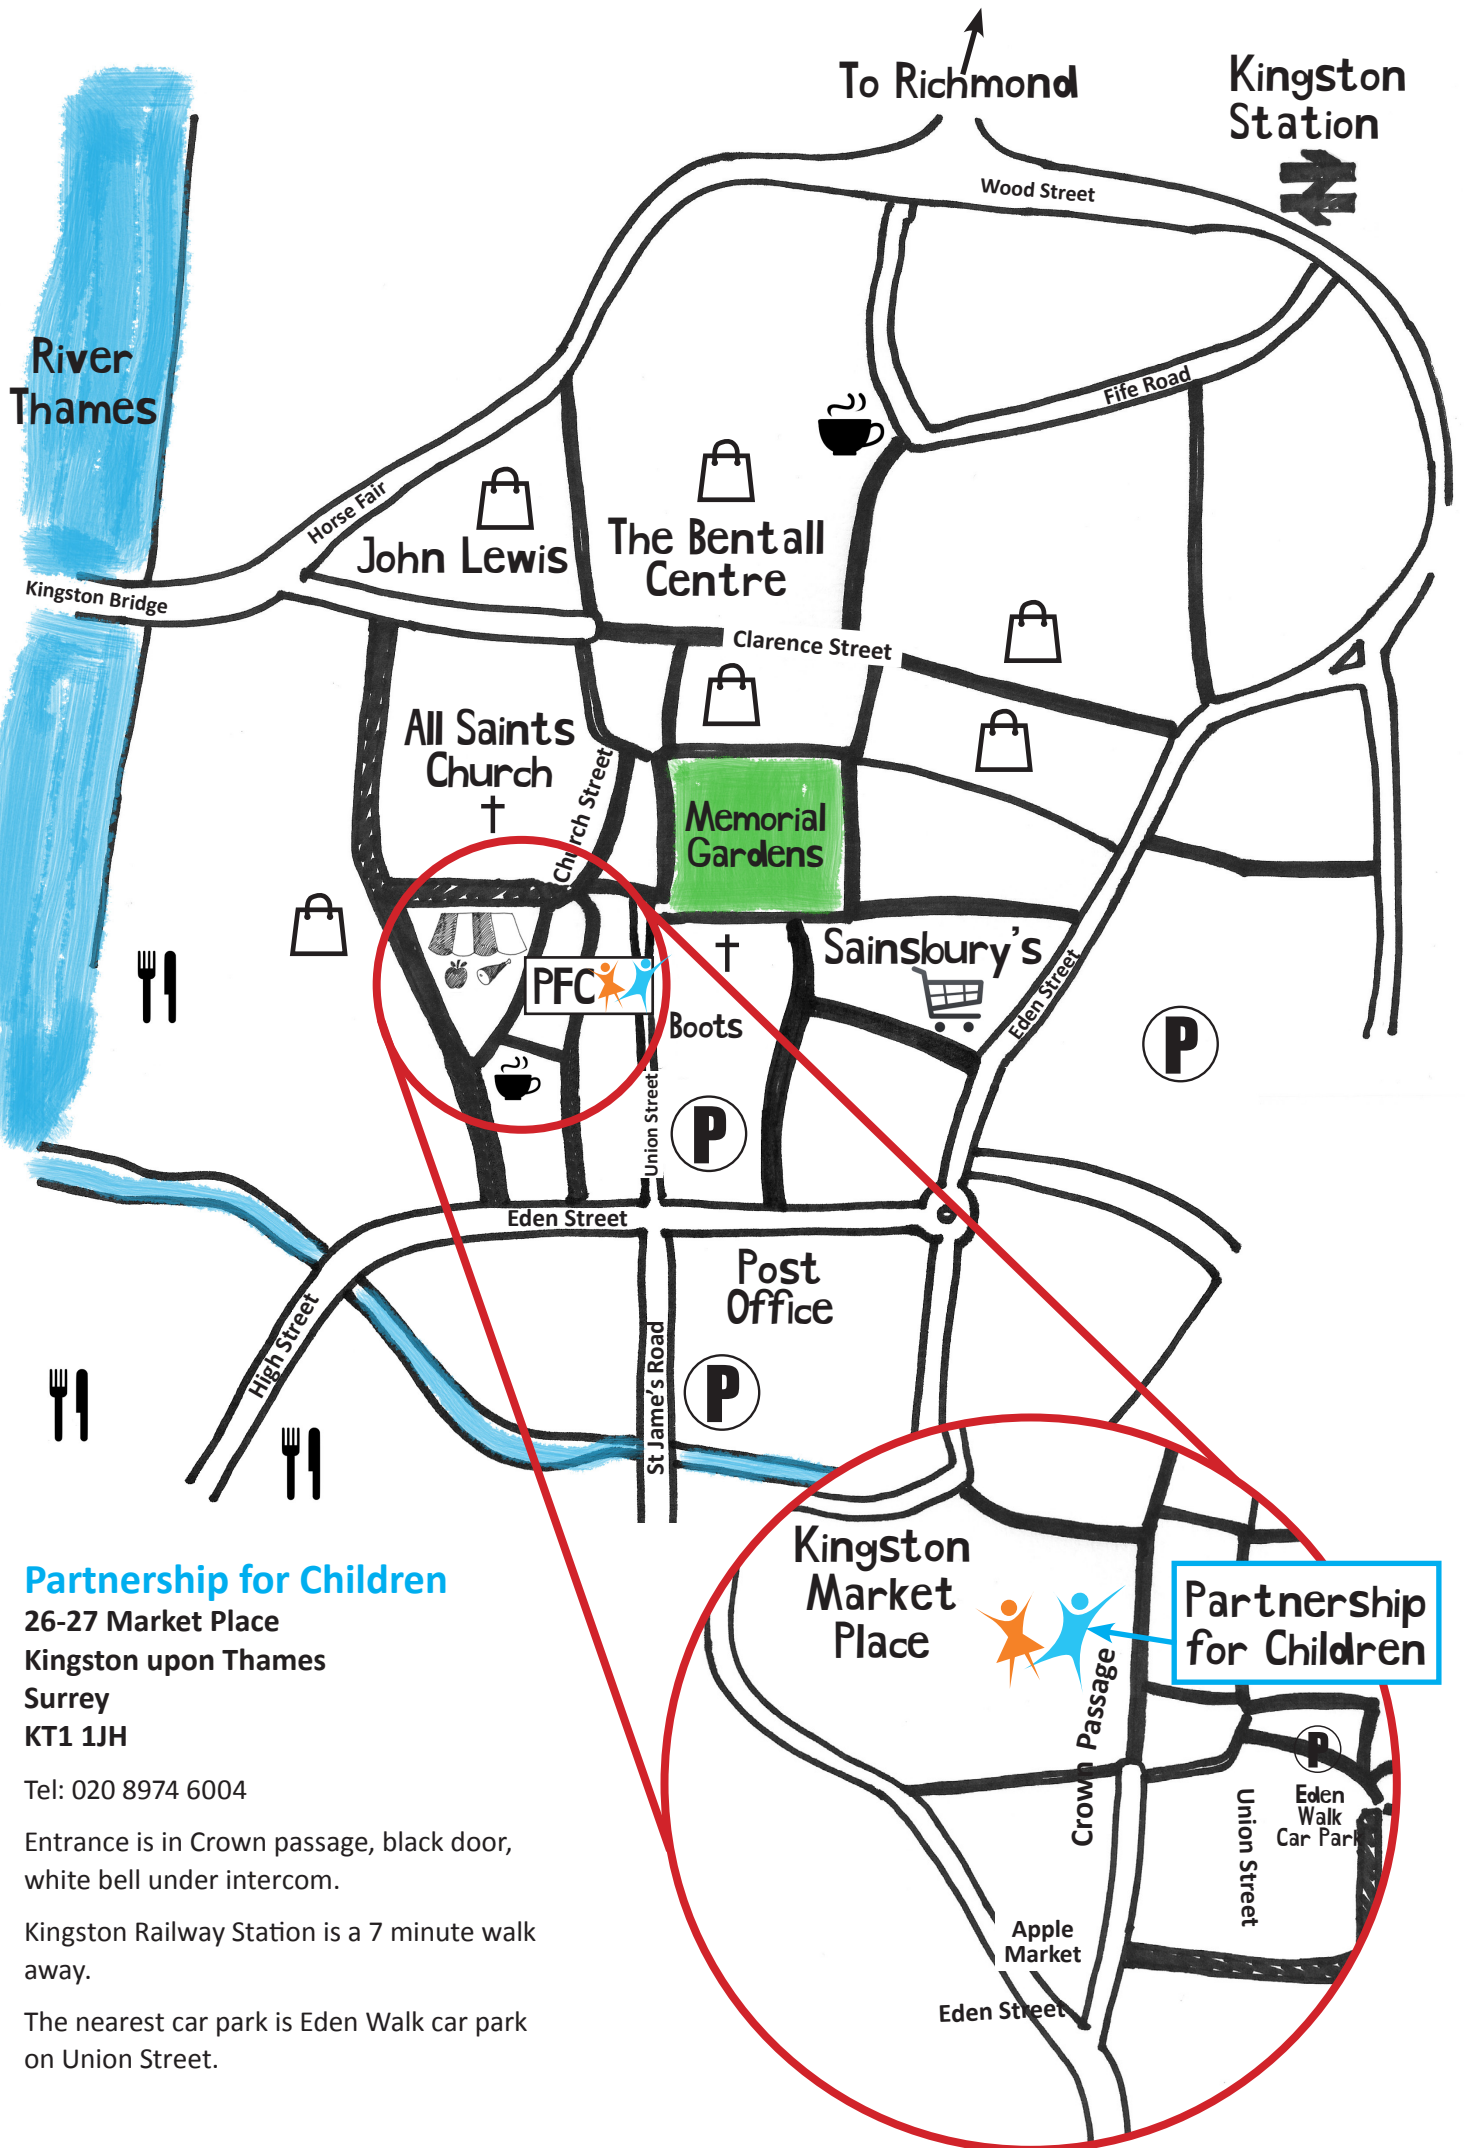 To Richmond
Kingston
Station
Wood Street
River
Thames
Fife Road
Horse Fair
John Lewis
The Bentall
Centre
Kingston Bridge
Clarence Street
All Saints
Church
Church Street
Memorial
Gardens
Sainsbury's
PFC
Boots
Eden Street
P
Union Street
P
Eden Street
Post
Office
High Street
St Jame's Road
P
Kingston
Market
Place
Partnership
for Children
Crown Passage
P
Eden
Walk
Car Park
Union Street
Apple
Market
Eden Street
Partnership for Children
26-27 Market Place
Kingston upon Thames
Surrey
KT1 1JH
Tel: 020 8974 6004
Entrance is in Crown passage, black door,
white bell under intercom.
Kingston Railway Station is a 7 minute walk
away.
The nearest car park is Eden Walk car park
on Union Street.